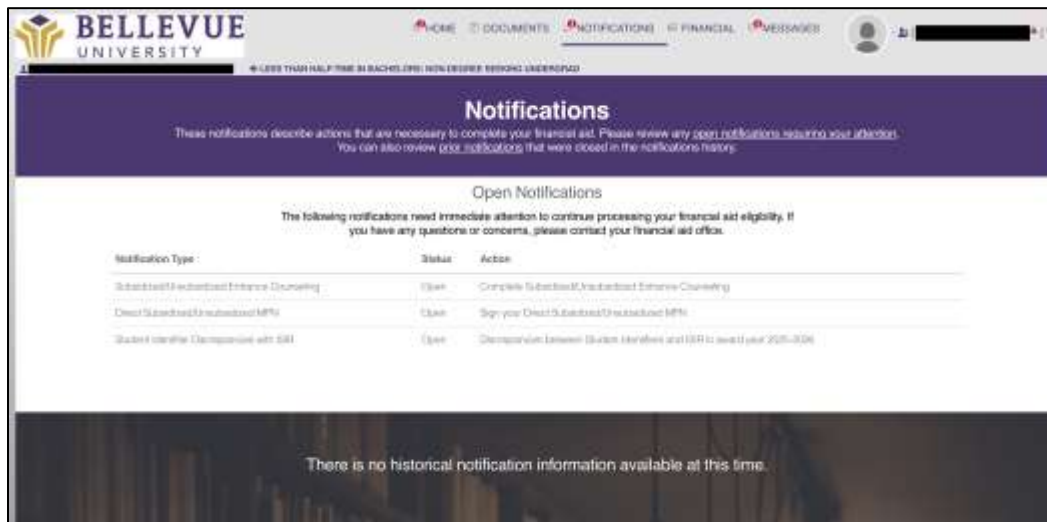 BELLEVUE
UNIVERSITY
HOME DOCUMENTS NOTIFICATIONS FINANCIAL MESSAGES
LESS THAN HALF TIME IN BACHELORS: NON DEGREE SEEKING UNDERGRAD
Notifications
These notifications describe actions that are necessary to complete your financial aid. Please review any open notifications requiring your attention.
You can also review prior notifications that were closed in the notifications history.
Open Notifications
The following notifications need immediate attention to continue processing your financial aid eligibility. If
you have any questions or concerns, please contact your financial aid office.
Notification Type Status Action
Subsidized/Unsubsidized Entrance Counseling Open Complete Subsidized/Unsubsidized Entrance Counseling
Direct Subsidized/Unsubsidized MPN Open Sign your Direct Subsidized/Unsubsidized MPN
Student Identifier Discrepancies with ISIR Open Discrepancies between Student Identifiers and ISIR in award year 2025-2026
There is no historical notification information available at this time.